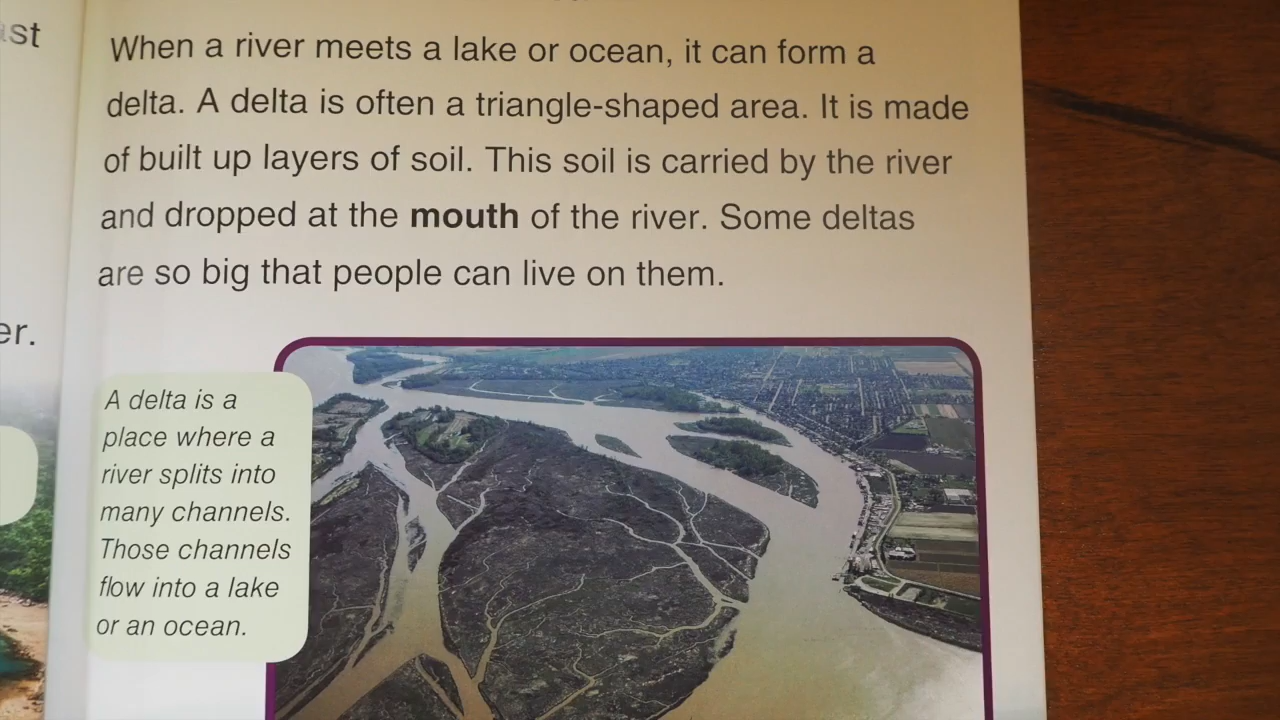 When a river meets a lake or ocean, it can form a
delta. A delta is often a triangle-shaped area. It is made
of built up layers of soil. This soil is carried by the river
and dropped at the mouth of the river. Some deltas
are so big that people can live on them.
A delta is a
place where a
river splits into
many channels.
Those channels
flow into a lake
or an ocean.